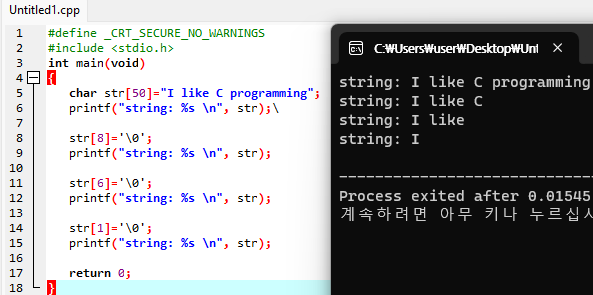 Untitled1.cpp
1 #define _CRT_SECURE_NO_WARNINGS
2 #include <stdio.h>
3 int main(void)
4 {
5 char str[50]="I like C programming";
6 printf("string: %s \n", str);\
7
8 str[8]='\0';
9 printf("string: %s \n", str);
10
11 str[6]='\0';
12 printf("string: %s \n", str);
13
14 str[1]='\0';
15 printf("string: %s \n", str);
16
17 return 0;
18 }
C:₩Users₩user₩Desktop₩Unt
string: I like C programming
string: I like C
string: I like
string: I
--------------------------------
Process exited after 0.01545
계속하려면 아무 키나 누르십시